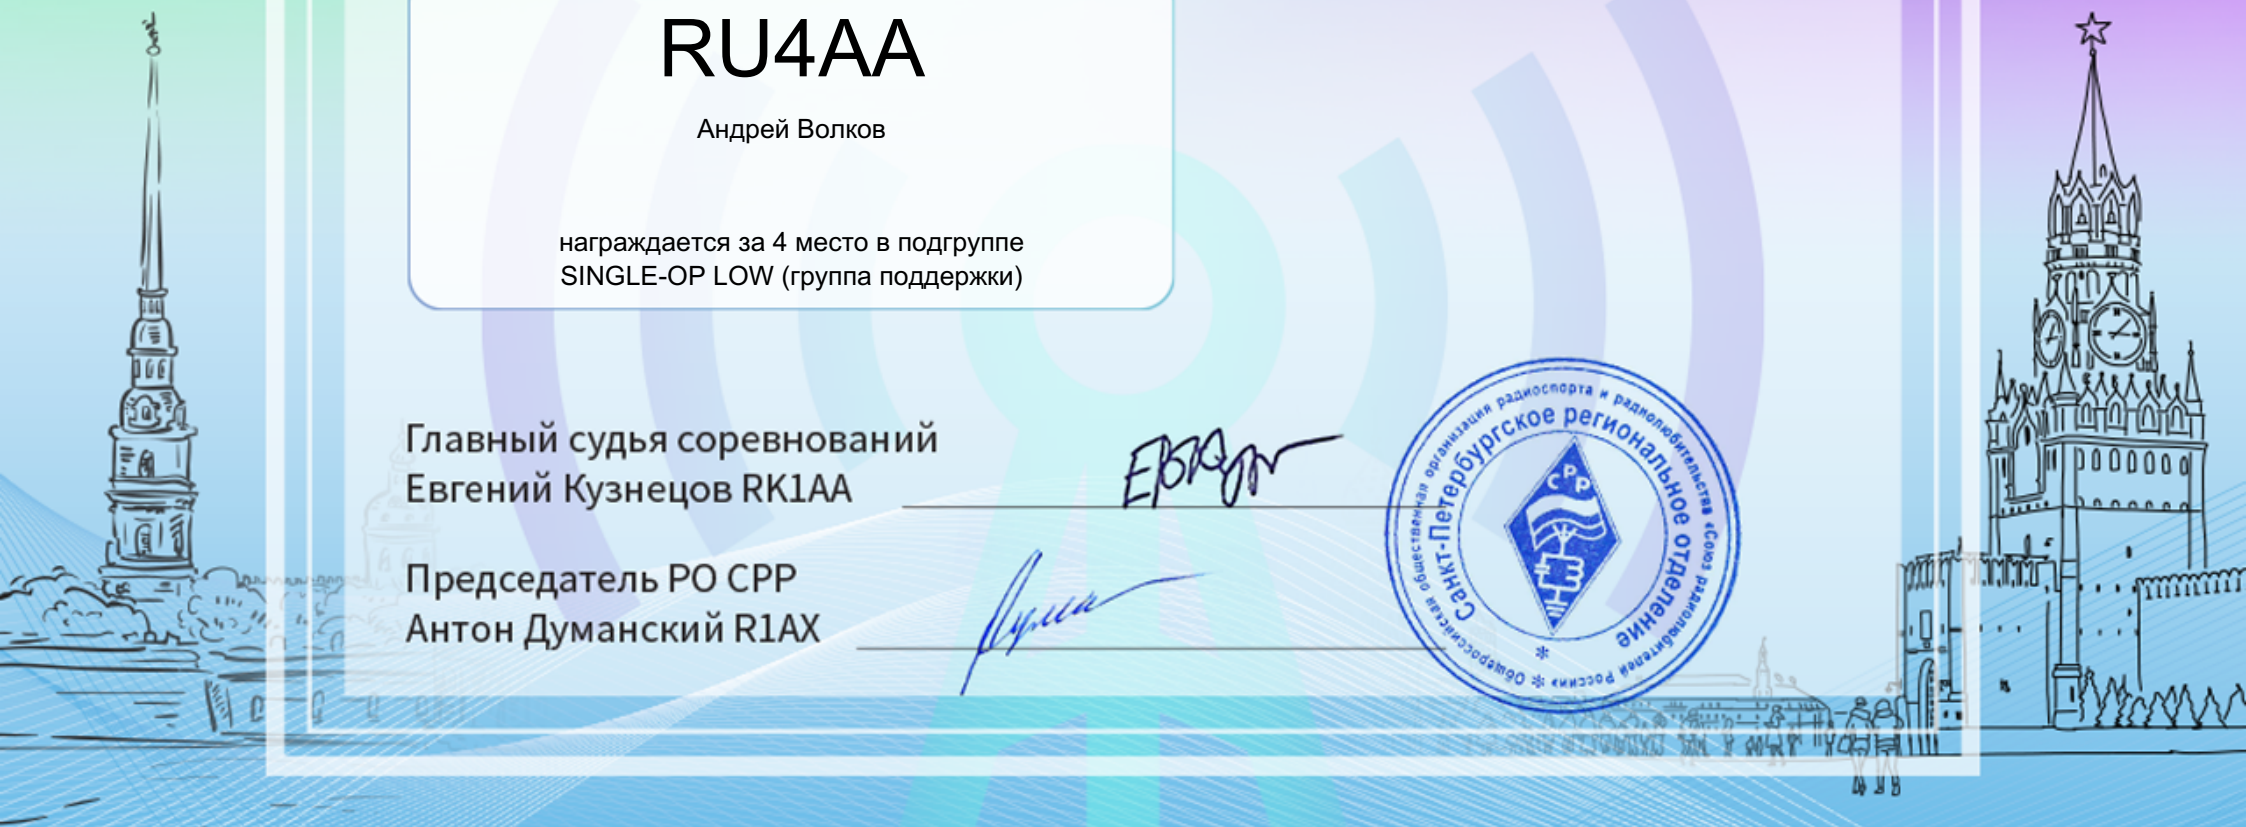 RU4AA
Андрей Волков
награждается за 4 место в подгруппе
SINGLE-OP LOW (группа поддержки)
Главный судья соревнований
Евгений Кузнецов RK1AA
Председатель РО СРР
Антон Думанский R1AX
Общероссийская общественная организация радиоспорта и радиолюбительства «Союз радиолюбителей России»
Санкт-Петербургское региональное отделение
СРР